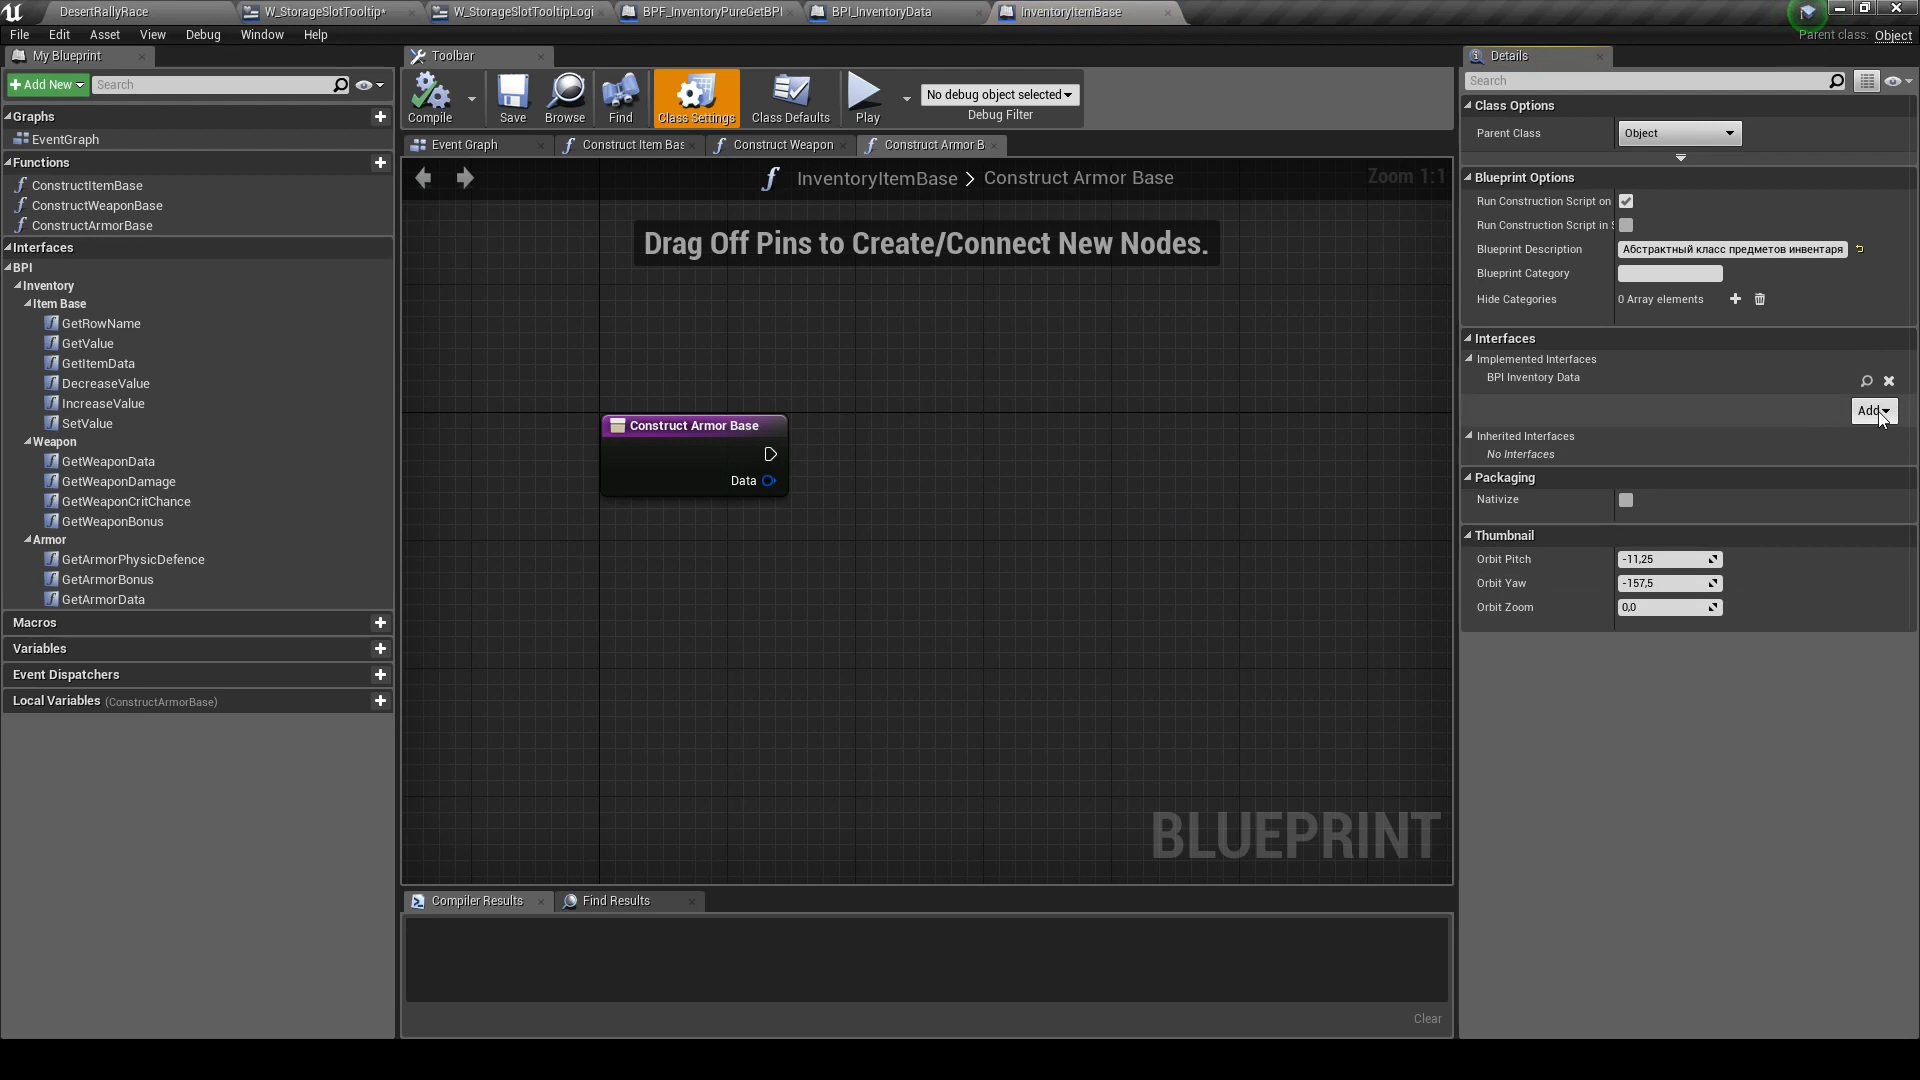 DesertRallyRace
W_StorageSlotTooltip*
W_StorageSlotTooltipLogi
BPF_InventoryPureGetBPI
BPI_InventoryData
InventoryItemBase
File
Edit
Asset
View
Debug
Window
Help
Parent class: Object
My Blueprint
Add New
Search
Graphs
EventGraph
Functions
ConstructItemBase
ConstructWeaponBase
ConstructArmorBase
Interfaces
BPI
Inventory
Item Base
GetRowName
GetValue
GetItemData
DecreaseValue
IncreaseValue
SetValue
Weapon
GetWeaponData
GetWeaponDamage
GetWeaponCritChance
GetWeaponBonus
Armor
GetArmorPhysicDefence
GetArmorBonus
GetArmorData
Macros
Variables
Event Dispatchers
Local Variables (ConstructArmorBase)
Toolbar
Compile
Save
Browse
Find
Class Settings
Class Defaults
Play
No debug object selected
Debug Filter
Event Graph
Construct Item Bas
Construct Weapon
Construct Armor B
InventoryItemBase > Construct Armor Base
Zoom 1:1
Drag Off Pins to Create/Connect New Nodes.
Construct Armor Base
Data
BLUEPRINT
Compiler Results
Find Results
Clear
Details
Search
Class Options
Parent Class
Object
Blueprint Options
Run Construction Script on
Run Construction Script in S
Blueprint Description
Абстрактный класс предметов инвентаря
Blueprint Category
Hide Categories
0 Array elements
Interfaces
Implemented Interfaces
BPI Inventory Data
Add
Inherited Interfaces
No Interfaces
Packaging
Nativize
Thumbnail
Orbit Pitch
-11,25
Orbit Yaw
-157,5
Orbit Zoom
0,0